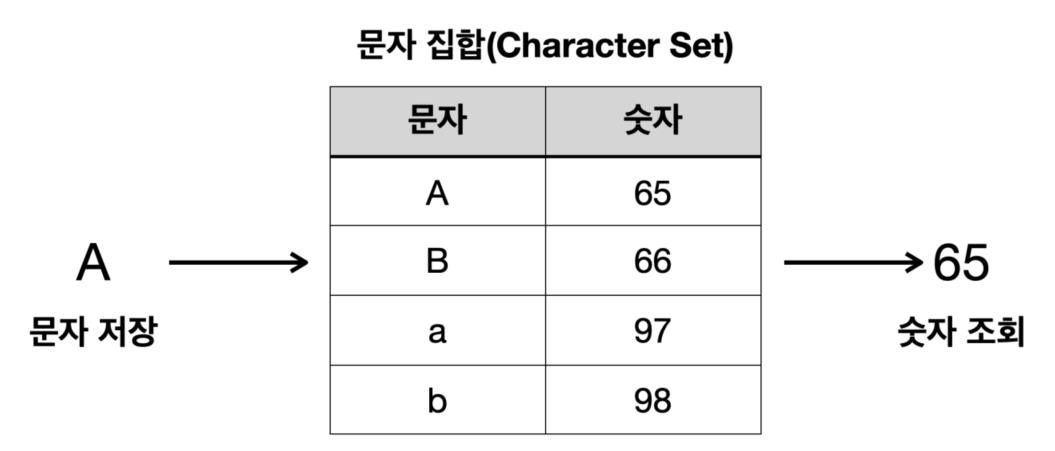 문자 집합(Character Set)
문자 숫자
A 65
B 66
a 97
b 98
A
문자 저장
65
숫자 조회